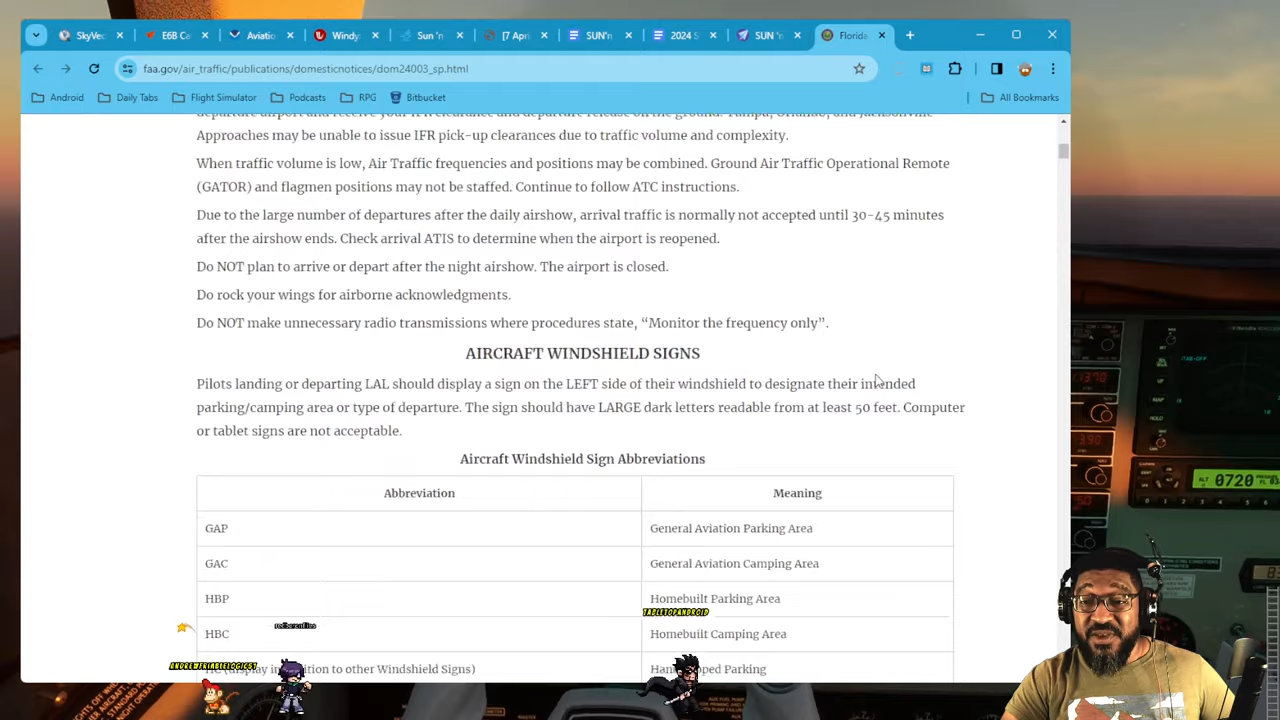 SkyVec
E6B Ca
Aviatio
Windy
Sun 'n
[7 Apri
SUN'n
2024 S
SUN 'n
Florida
faa.gov/air_traffic/publications/domesticnotices/dom24003_sp.html
Android
Daily Tabs
Flight Simulator
Podcasts
RPG
Bitbucket
All Bookmarks
Approaches may be unable to issue IFR pick-up clearances due to traffic volume and complexity.
When traffic volume is low, Air Traffic frequencies and positions may be combined. Ground Air Traffic Operational Remote
(GATOR) and flagmen positions may not be staffed. Continue to follow ATC instructions.
Due to the large number of departures after the daily airshow, arrival traffic is normally not accepted until 30-45 minutes
after the airshow ends. Check arrival ATIS to determine when the airport is reopened.
Do NOT plan to arrive or depart after the night airshow. The airport is closed.
Do rock your wings for airborne acknowledgments.
Do NOT make unnecessary radio transmissions where procedures state, “Monitor the frequency only”.
AIRCRAFT WINDSHIELD SIGNS
Pilots landing or departing LAL should display a sign on the LEFT side of their windshield to designate their intended
parking/camping area or type of departure. The sign should have LARGE dark letters readable from at least 50 feet. Computer
or tablet signs are not acceptable.
Aircraft Windshield Sign Abbreviations
Abbreviation Meaning
GAP General Aviation Parking Area
GAC General Aviation Camping Area
HBP Homebuilt Parking Area
TABLETOPANDROID
HBC Homebuilt Camping Area
(display in addition to other Windshield Signs) Parking
0720